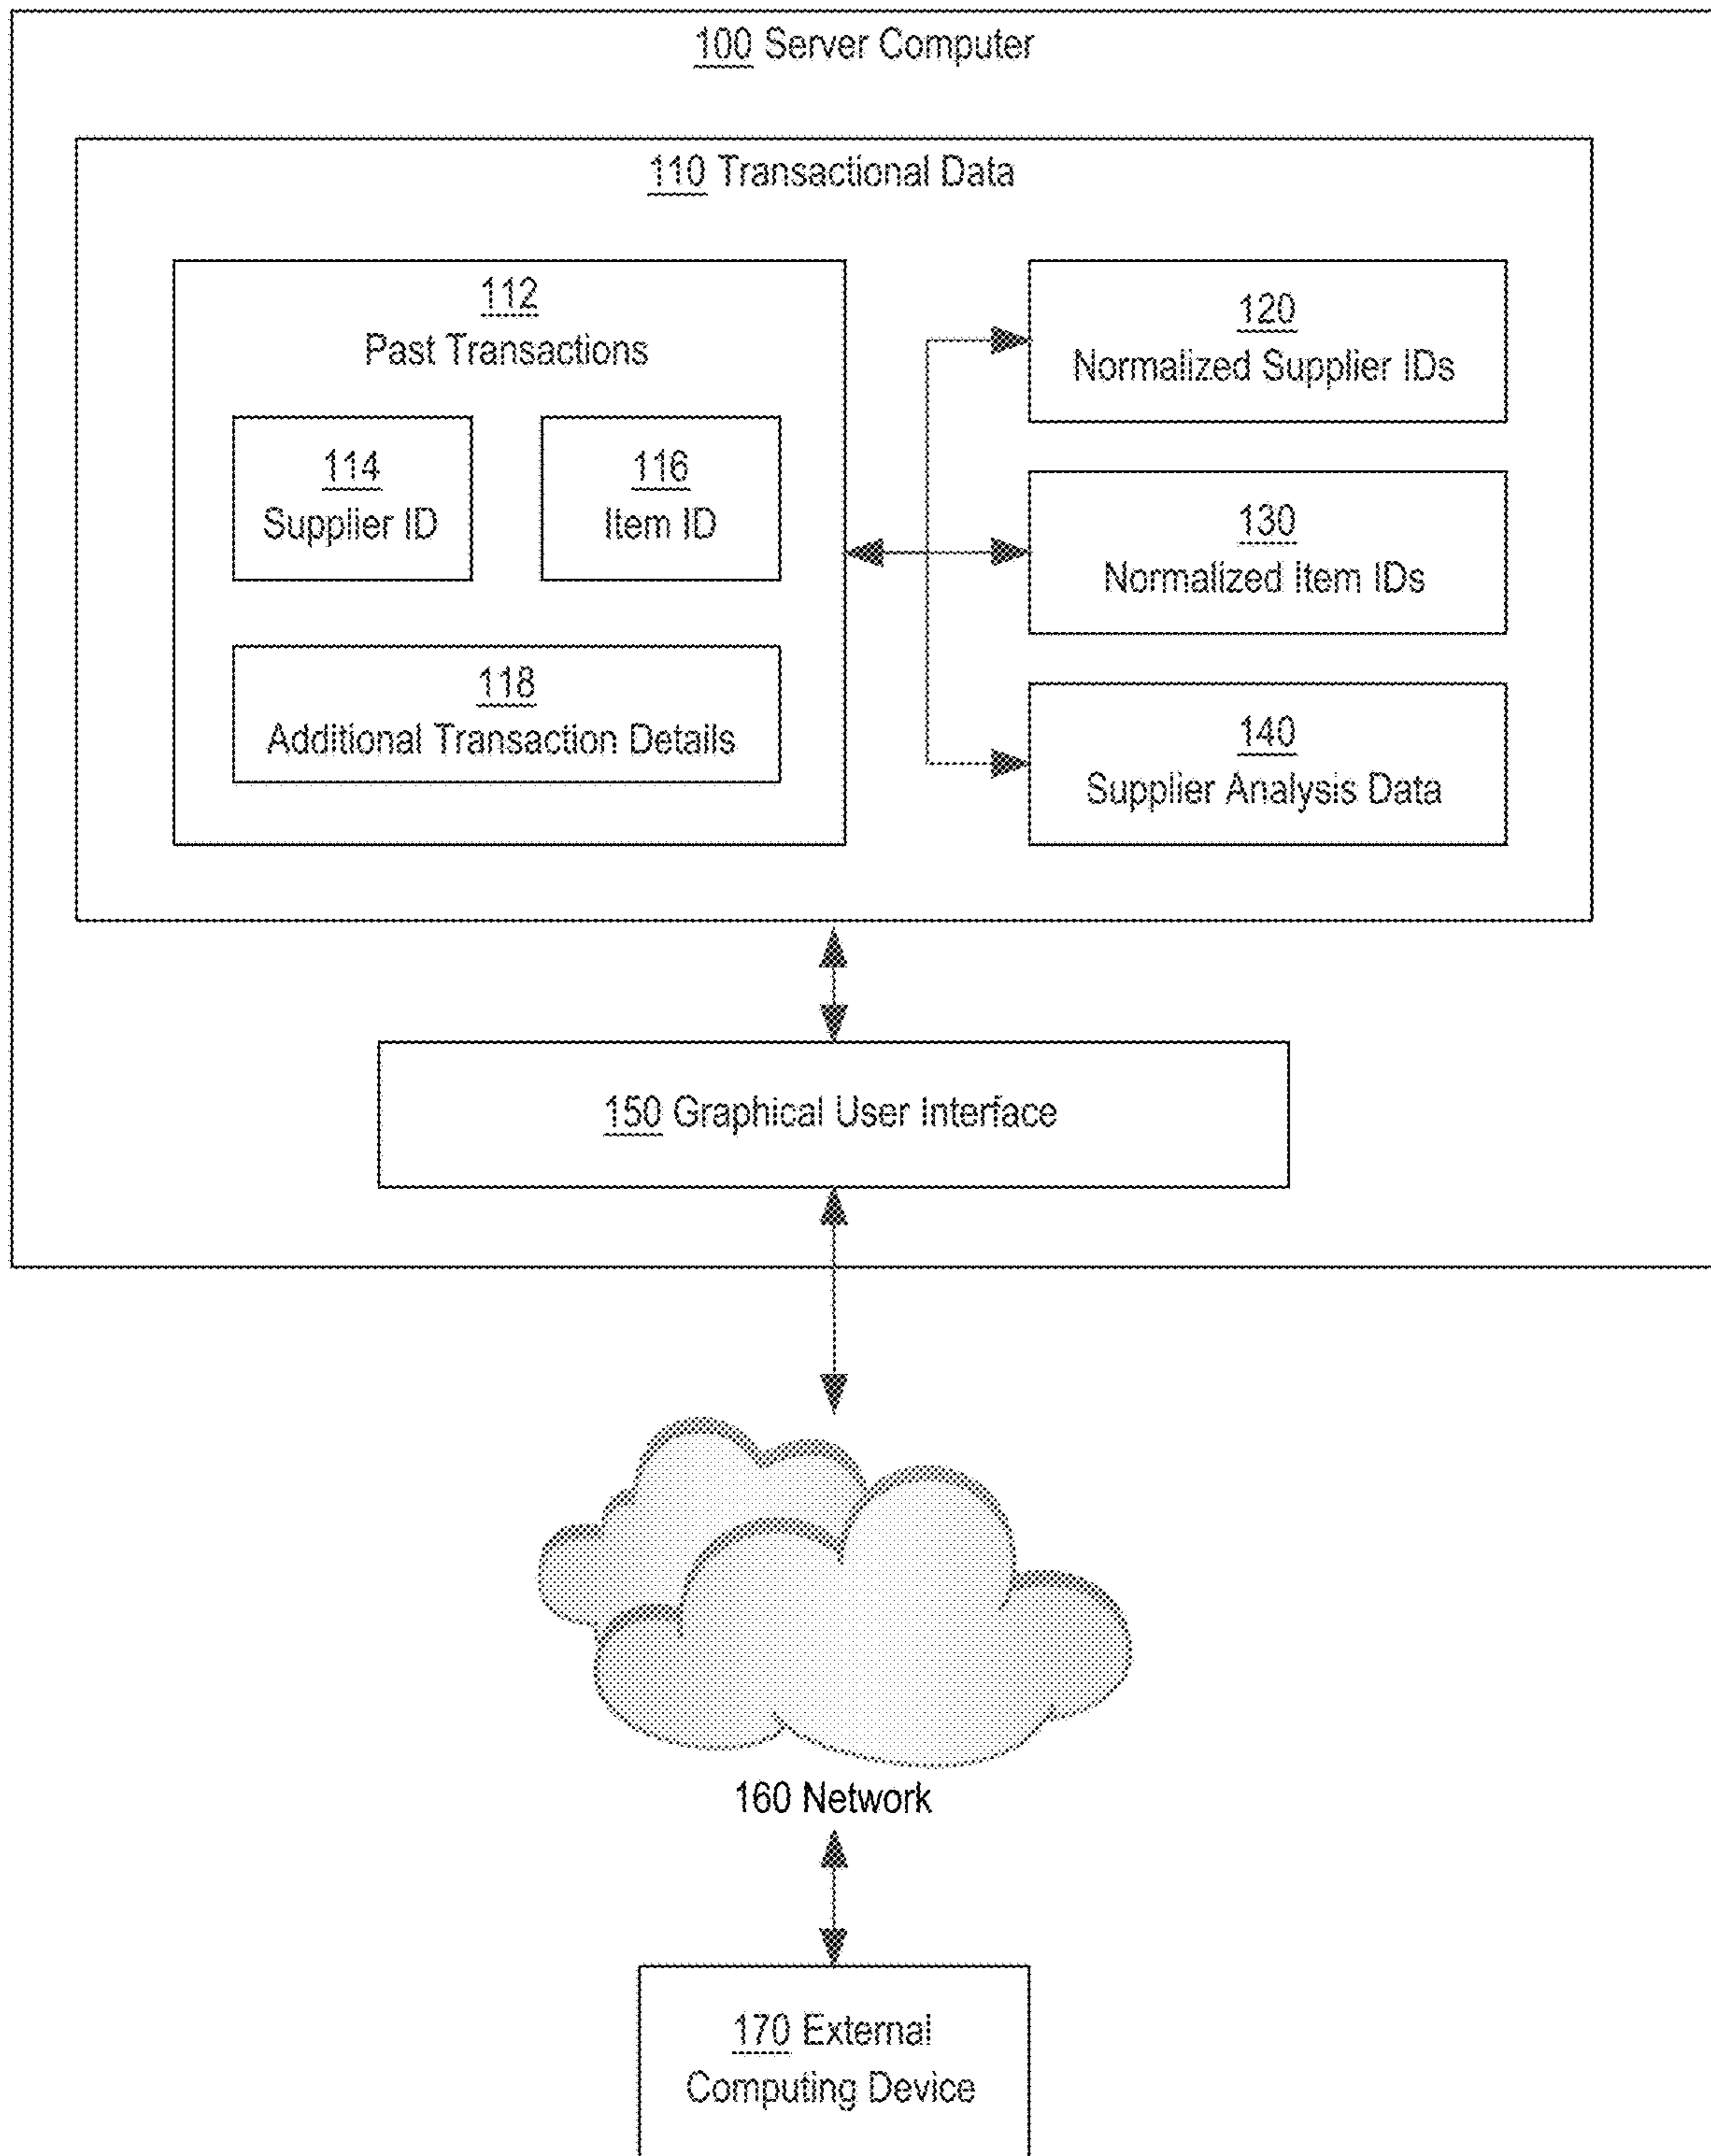 100 Server Computer
110 Transactional Data
112
Past Transactions
114
Supplier ID
116
Item ID
118
Additional Transaction Details
120
Normalized Supplier IDs
130
Normalized Item IDs
140
Supplier Analysis Data
150 Graphical User Interface
160 Network
170 External
Computing Device